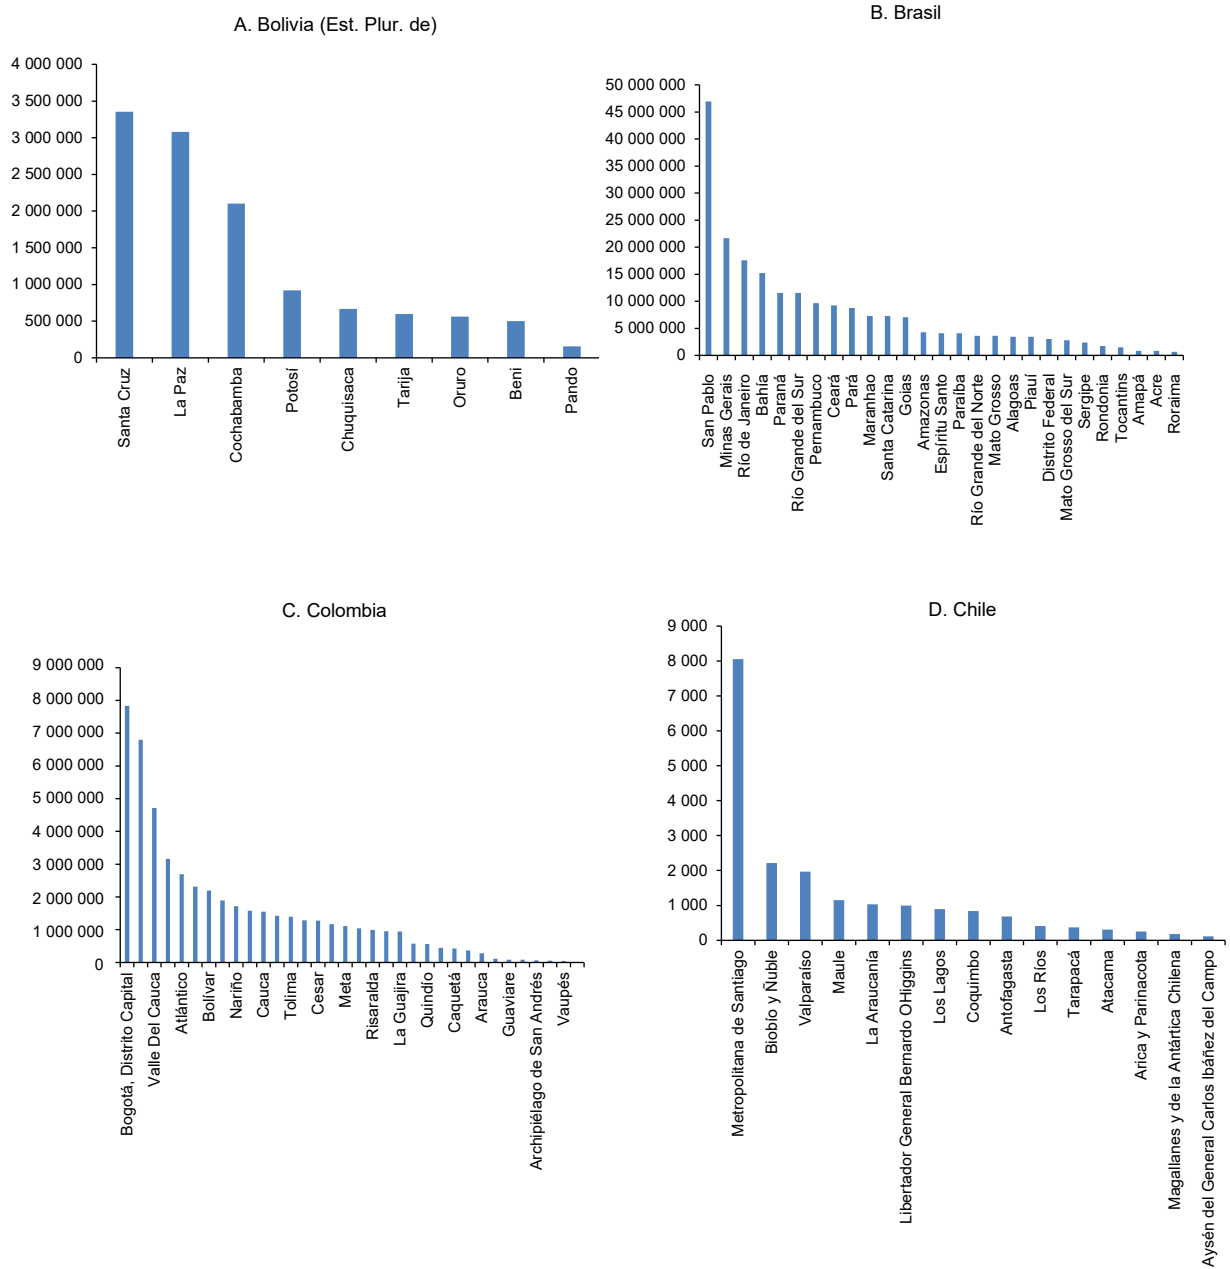 A. Bolivia (Est. Plur. de)
4 000 000
3 500 000
3 000 000
2 500 000
2 000 000
1 500 000
1 000 000
500 000
0
Santa Cruz
La Paz
Cochabamba
Potosí
Chuquisaca
Tarija
Oruro
Beni
Pando
B. Brasil
50 000 000
45 000 000
40 000 000
35 000 000
30 000 000
25 000 000
20 000 000
15 000 000
10 000 000
5 000 000
0
San Pablo
Minas Gerais
Río de Janeiro
Bahía
Paraná
Río Grande del Sur
Pernambuco
Ceará
Pará
Maranhao
Santa Catarina
Goias
Amazonas
Espíritu Santo
Paraiba
Río Grande del Norte
Mato Grosso
Alagoas
Piauí
Distrito Federal
Mato Grosso del Sur
Sergipe
Rondonia
Tocantins
Amapá
Acre
Roraima
C. Colombia
9 000 000
8 000 000
7 000 000
6 000 000
5 000 000
4 000 000
3 000 000
2 000 000
1 000 000
0
Bogotá, Distrito Capital
Valle Del Cauca
Atlántico
Bolívar
Nariño
Cauca
Tolima
Cesar
Meta
Risaralda
La Guajira
Quindío
Caquetá
Arauca
Guaviare
Archipiélago de San Andrés
Vaupés
D. Chile
9 000
8 000
7 000
6 000
5 000
4 000
3 000
2 000
1 000
0
Metropolitana de Santiago
Biobío y Ñuble
Valparaíso
Maule
La Araucanía
Libertador General Bernardo OHiggins
Los Lagos
Coquimbo
Antofagasta
Los Ríos
Tarapacá
Atacama
Arica y Parinacota
Magallanes y de la Antártica Chilena
Aysén del General Carlos Ibáñez del Campo